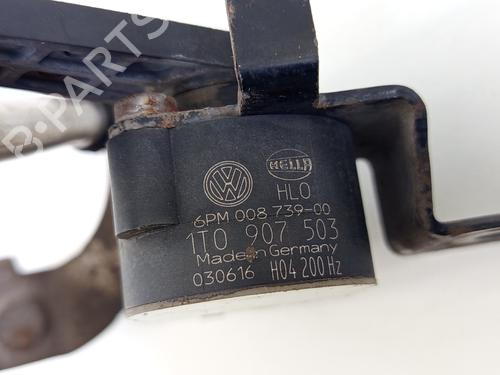 B-PARTS
HELLA
HLO
6PM 008 739-00
1T0 907 503
Made in Germany
030616 H04 200 Hz